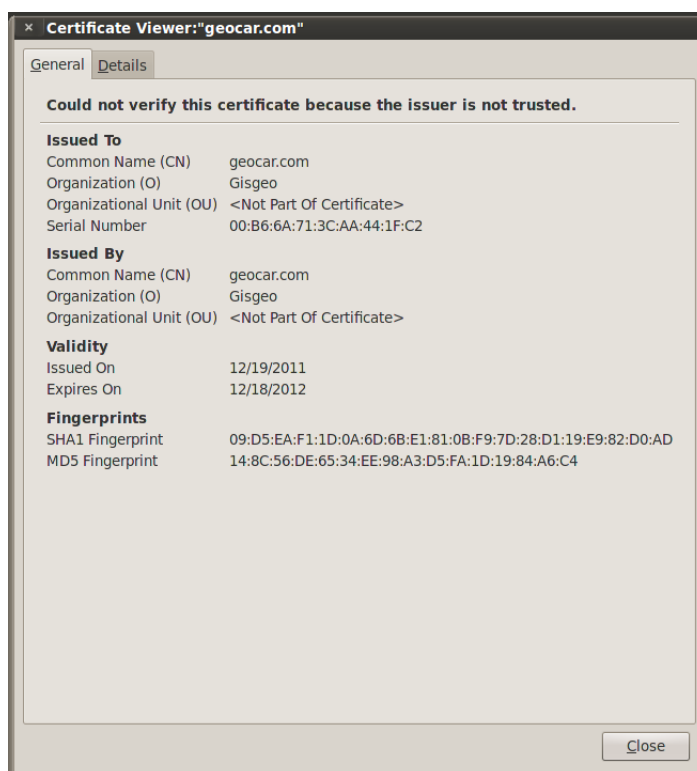 × Certificate Viewer:"geocar.com"
General Details
Could not verify this certificate because the issuer is not trusted.
Issued To
Common Name (CN) geocar.com
Organization (O) Gisgeo
Organizational Unit (OU) <Not Part Of Certificate>
Serial Number 00:B6:6A:71:3C:AA:44:1F:C2
Issued By
Common Name (CN) geocar.com
Organization (O) Gisgeo
Organizational Unit (OU) <Not Part Of Certificate>
Validity
Issued On 12/19/2011
Expires On 12/18/2012
Fingerprints
SHA1 Fingerprint 09:D5:EA:F1:1D:0A:6D:6B:E1:81:0B:F9:7D:28:D1:19:E9:82:D0:AD
MD5 Fingerprint 14:8C:56:DE:65:34:EE:98:A3:D5:FA:1D:19:84:A6:C4
Close